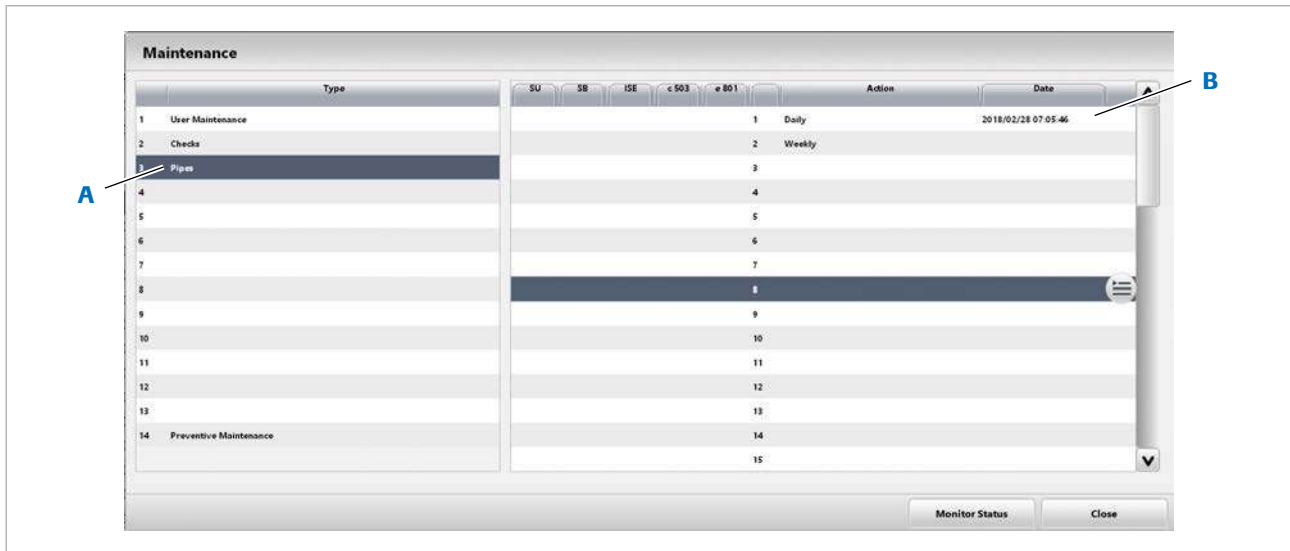 Maintenance
Type SU SB ISE c 503 e 801 Action Date
B
1 User Maintenance 1 Daily 2018/02/28 07:05:46
2 Checks 2 Weekly
3 Pipes 3
A
4 4
5 5
6 6
7 7
8 8
9 9
10 10
11 11
12 12
13 13
14 Preventive Maintenance 14
15
Monitor Status Close